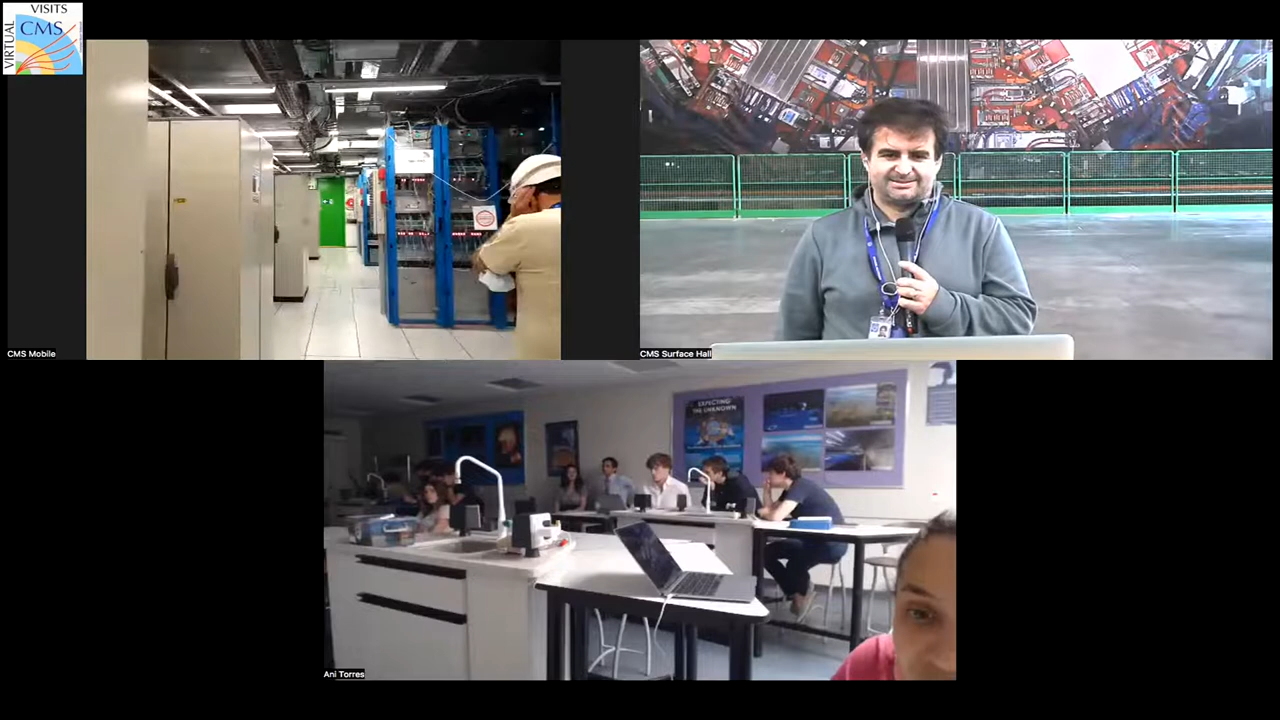 VISITS
CMS
VIRTUAL
CMS Mobile
CMS Surface Hall
EXPECTING
THE UNKNOWN
Ani Torres